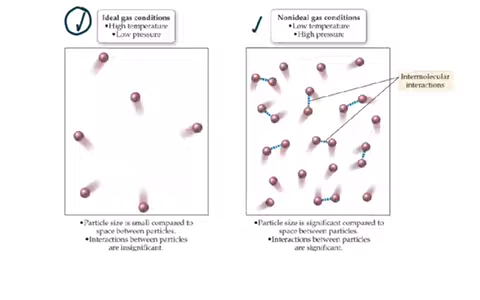 Ideal gas conditions
•High temperature
•Low pressure
Nonideal gas conditions
•Low temperature
•High pressure
Intermolecular
interactions
•Particle size is small compared to
space between particles.
•Interactions between particles
are insignificant.
•Particle size is significant compared to
space between particles.
•Interactions between particles
are significant.